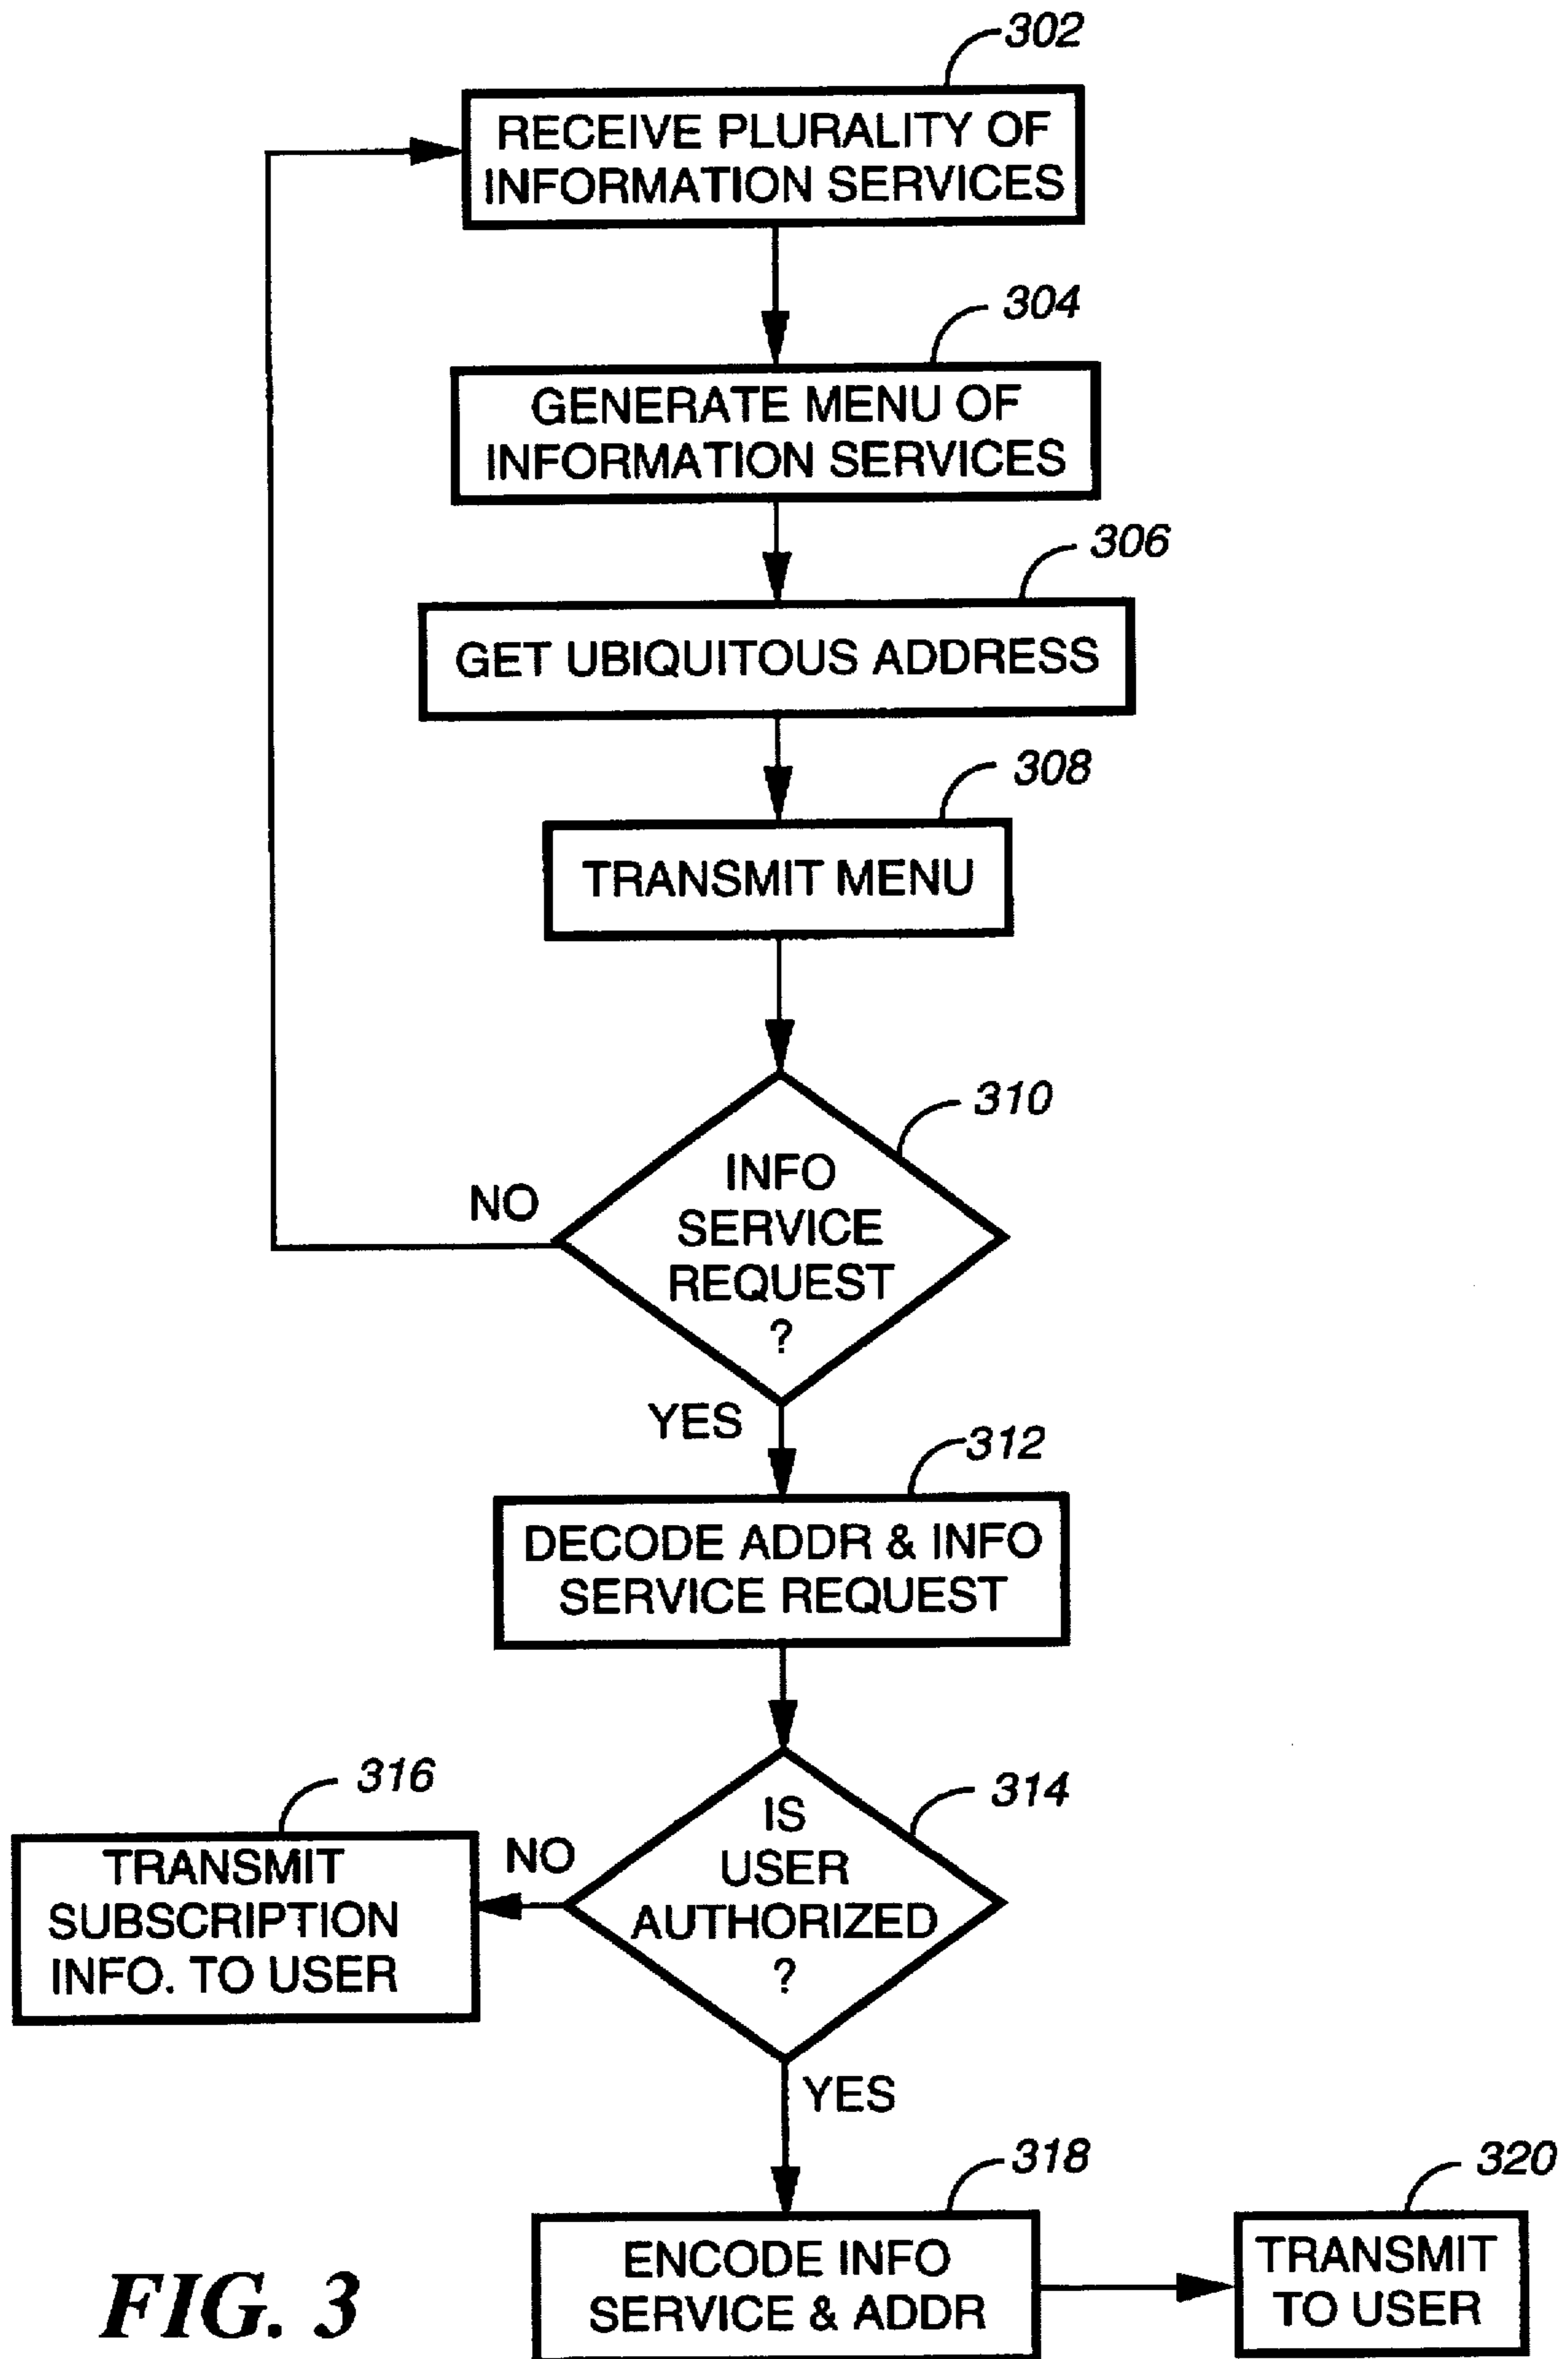 302
RECEIVE PLURALITY OF
INFORMATION SERVICES
304
GENERATE MENU OF
INFORMATION SERVICES
306
GET UBIQUITOUS ADDRESS
308
TRANSMIT MENU
310
INFO
SERVICE
REQUEST
?
NO
YES
312
DECODE ADDR & INFO
SERVICE REQUEST
314
IS
USER
AUTHORIZED
?
NO
316
TRANSMIT
SUBSCRIPTION
INFO. TO USER
YES
318
ENCODE INFO
SERVICE & ADDR
320
TRANSMIT
TO USER
FIG. 3